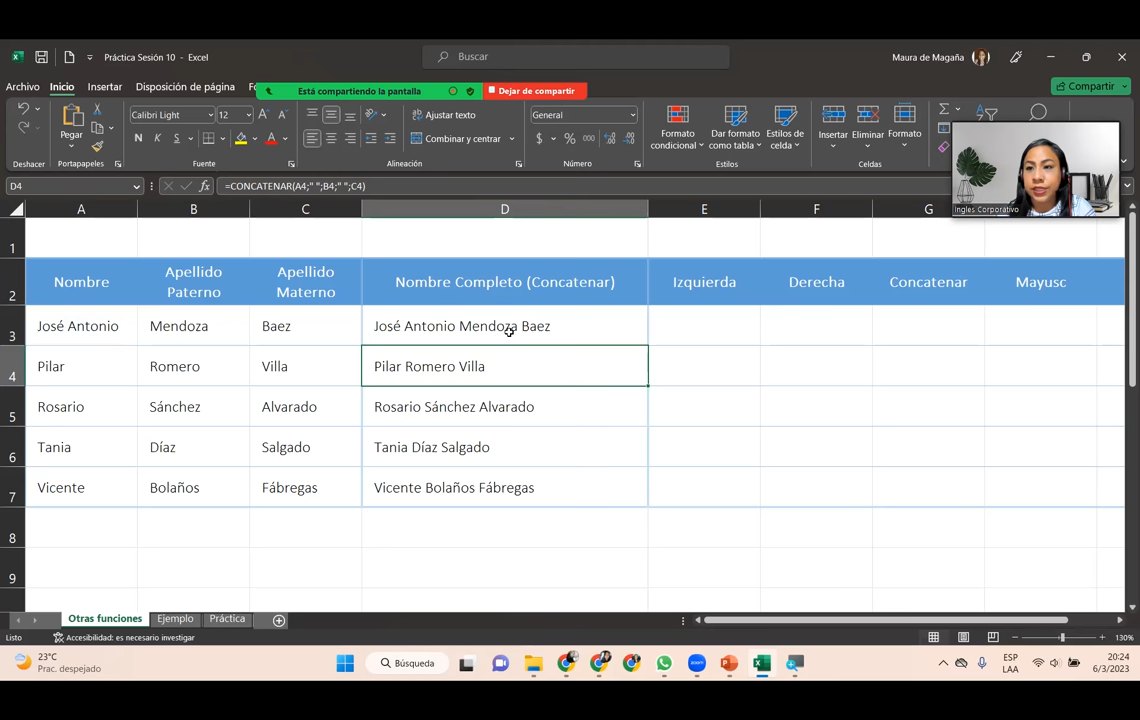 Práctica Sesión 10 - Excel
Buscar
Maura de Magaña
Archivo Inicio Insertar Disposición de página
Está compartiendo la pantalla
Dejar de compartir
Compartir
Pegar
Calibri Light 12
N K S
Ajustar texto
Combinar y centrar
General
$ % 000
Formato condicional
Dar formato como tabla
Estilos de celda
Insertar Eliminar Formato
Deshacer Portapapeles Fuente Alineación Número Estilos Celdas
Ingles Corporativo
D4 fx =CONCATENAR(A4;" ";B4;" ";C4)
A B C D E F G
1
2 Nombre Apellido Paterno Apellido Materno Nombre Completo (Concatenar) Izquierda Derecha Concatenar Mayusc
3 José Antonio Mendoza Baez José Antonio Mendoza Baez
4 Pilar Romero Villa Pilar Romero Villa
5 Rosario Sánchez Alvarado Rosario Sánchez Alvarado
6 Tania Díaz Salgado Tania Díaz Salgado
7 Vicente Bolaños Fábregas Vicente Bolaños Fábregas
8
9
Otras funciones Ejemplo Práctica
Listo Accesibilidad: es necesario investigar 130%
23°C
Prac. despejado
Búsqueda
ESP
LAA
20:24
6/3/2023